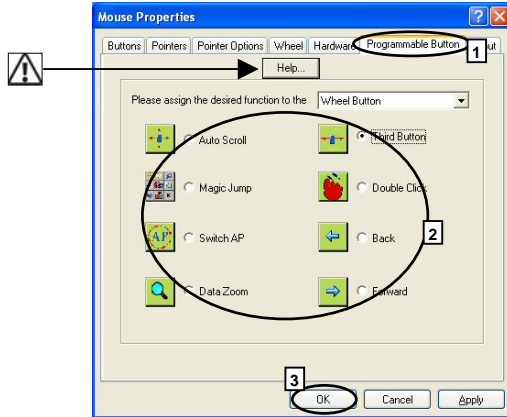 Mouse Properties
Buttons Pointers Pointer Options Wheel Hardware Programmable Button
1
Help...
Please assign the desired function to the Wheel Button
Auto Scroll Third Button
Magic Jump Double Click
Switch AP Back
2
Data Zoom Forward
3
OK Cancel Apply